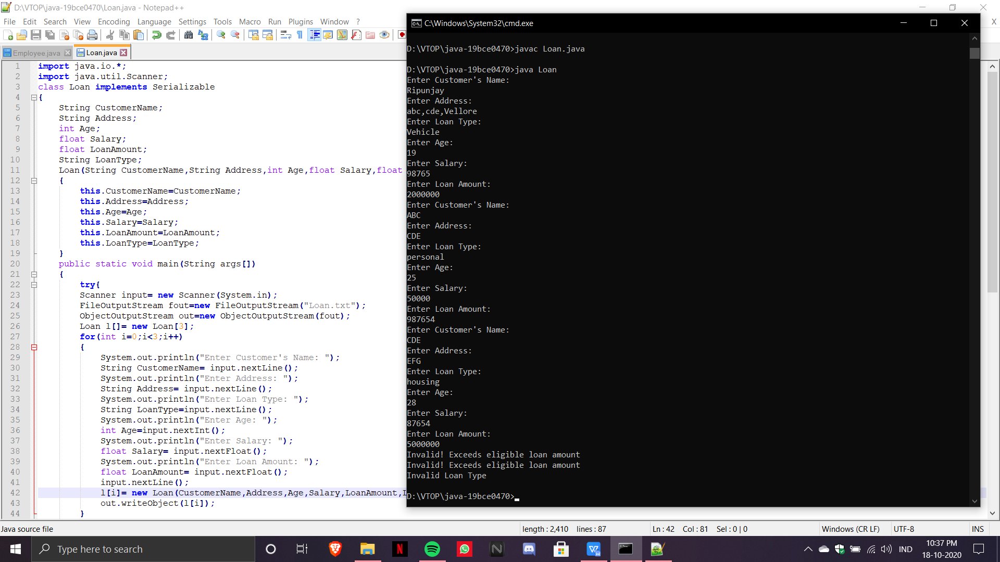 D:\VTOP\java-19bce0470\Loan.java - Notepad++
File Edit Search View Encoding Language Settings Tools Macro Run Plugins Window ? X
Employee.java Loan.java
1 import java.io.*;
2 import java.util.Scanner;
3 class Loan implements Serializable
4 {
5 String CustomerName;
6 String Address;
7 int Age;
8 float Salary;
9 float LoanAmount;
10 String LoanType;
11 Loan(String CustomerName,String Address,int Age,float Salary,float
12 {
13 this.CustomerName=CustomerName;
14 this.Address=Address;
15 this.Age=Age;
16 this.Salary=Salary;
17 this.LoanAmount=LoanAmount;
18 this.LoanType=LoanType;
19 }
20 public static void main(String args[])
21 {
22 try{
23 Scanner input= new Scanner(System.in);
24 FileOutputStream fout=new FileOutputStream("Loan.txt");
25 ObjectOutputStream out=new ObjectOutputStream(fout);
26 Loan l[]= new Loan[3];
27 for(int i=0;i<3;i++)
28 {
29 System.out.println("Enter Customer's Name: ");
30 String CustomerName= input.nextLine();
31 System.out.println("Enter Address: ");
32 String Address= input.nextLine();
33 System.out.println("Enter Loan Type: ");
34 String LoanType=input.nextLine();
35 System.out.println("Enter Age: ");
36 int Age=input.nextInt();
37 System.out.println("Enter Salary: ");
38 float Salary= input.nextFloat();
39 System.out.println("Enter Loan Amount: ");
40 float LoanAmount= input.nextFloat();
41 input.nextLine();
42 l[i]= new Loan(CustomerName,Address,Age,Salary,LoanAmount,
43 out.writeObject(l[i]);
44 }
C:\Windows\System32\cmd.exe
D:\VTOP\java-19bce0470>javac Loan.java
D:\VTOP\java-19bce0470>java Loan
Enter Customer's Name:
Ripunjay
Enter Address:
abc,cde,Vellore
Enter Loan Type:
Vehicle
Enter Age:
19
Enter Salary:
98765
Enter Loan Amount:
2000000
Enter Customer's Name:
ABC
Enter Address:
CDE
Enter Loan Type:
personal
Enter Age:
25
Enter Salary:
50000
Enter Loan Amount:
987654
Enter Customer's Name:
CDE
Enter Address:
EFG
Enter Loan Type:
housing
Enter Age:
28
Enter Salary:
87654
Enter Loan Amount:
5000000
Invalid! Exceeds eligible loan amount
Invalid! Exceeds eligible loan amount
Invalid Loan Type
D:\VTOP\java-19bce0470>
Java source file length : 2,410 lines : 87 Ln : 42 Col : 81 Sel : 0 | 0 Windows (CR LF) UTF-8 INS
Type here to search IND 10:37 PM
18-10-2020